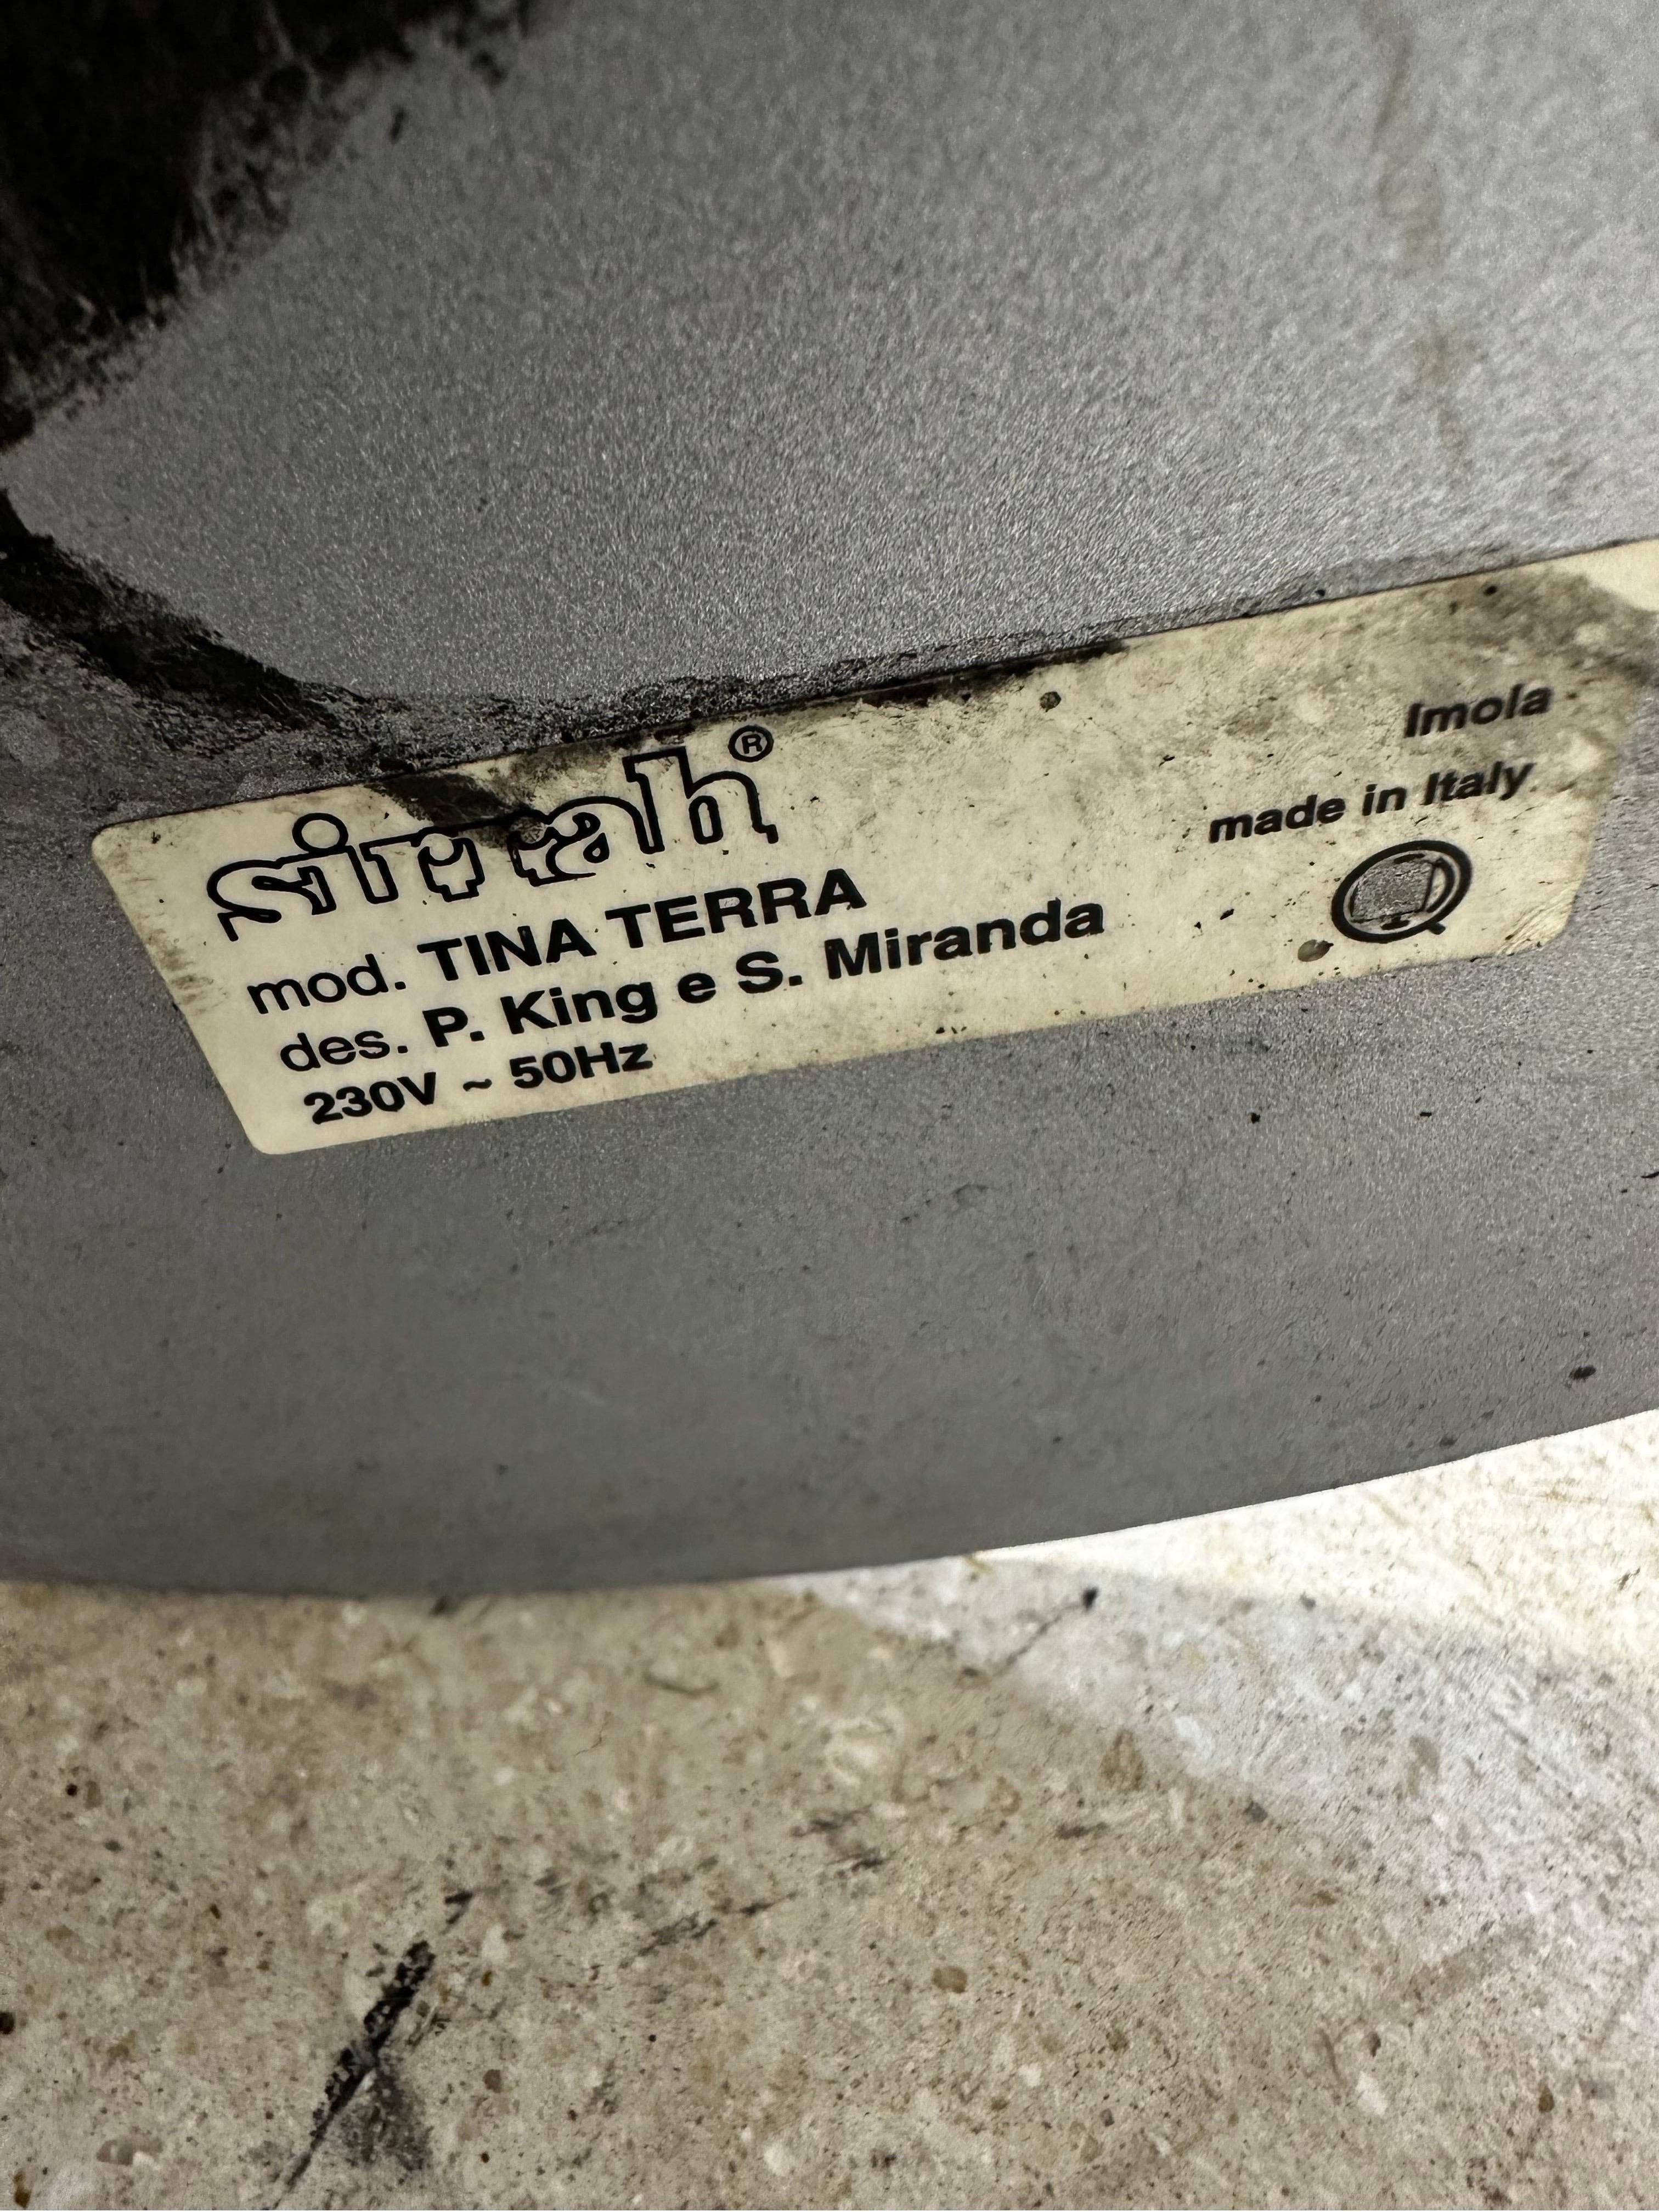 sirrah®
mod. TINA TERRA
des. P. King e S. Miranda
230V ~ 50Hz
Imola
made in Italy